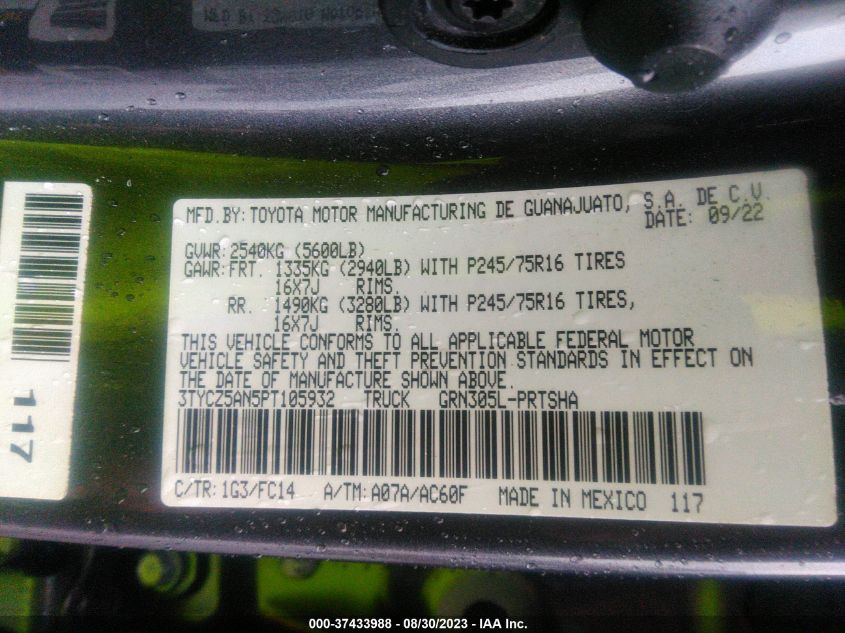 MFD.BY:TOYOTA MOTOR MANUFACTURING DE GUANAJUATO, S.A. DE C.V.
DATE: 09/22
GVWR:2540KG (5600LB)
GAWR:FRT. 1335KG (2940LB) WITH P245/75R16 TIRES
16X7J RIMS.
RR. 1490KG (3280LB) WITH P245/75R16 TIRES,
16X7J RIMS.
THIS VEHICLE CONFORMS TO ALL APPLICABLE FEDERAL MOTOR
VEHICLE SAFETY AND THEFT PREVENTION STANDARDS IN EFFECT ON
THE DATE OF MANUFACTURE SHOWN ABOVE.
3TYCZ5AN5PT105932 TRUCK GRN305L-PRTSHA
C/TR:1G3/FC14 A/TM:A07A/AC60F MADE IN MEXICO 117
117
000-37433988 - 08/30/2023 - IAA Inc.